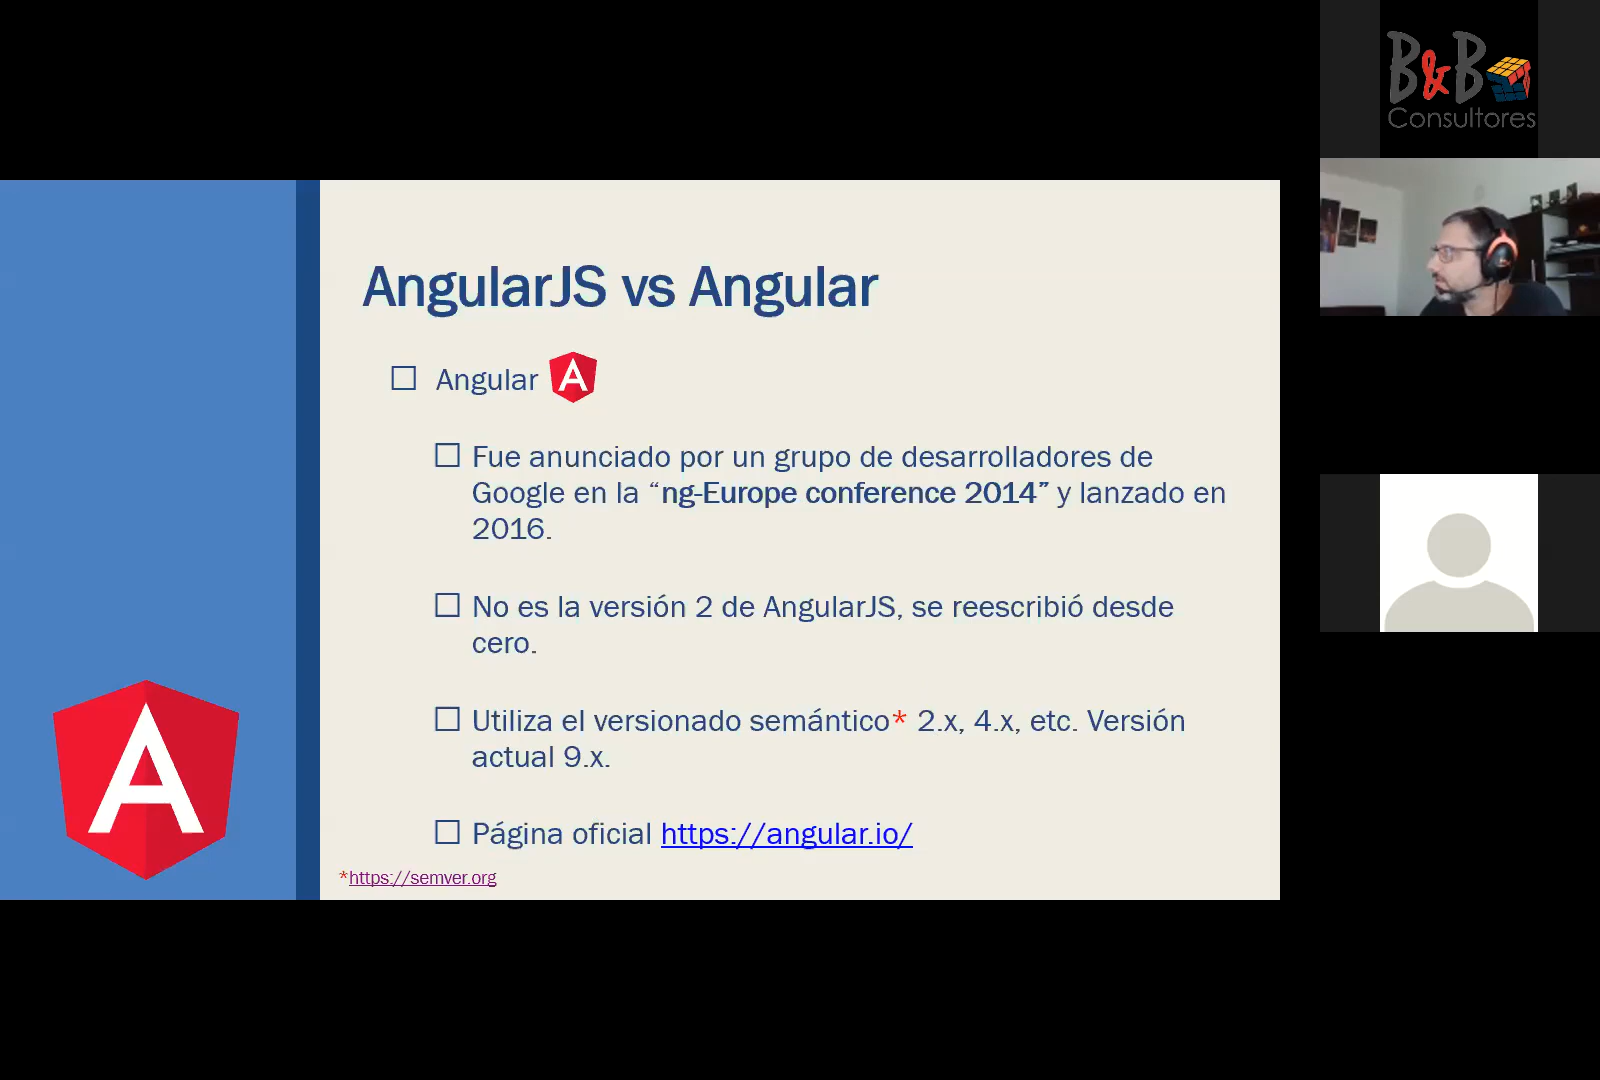 B&B
Consultores
AngularJS vs Angular
Angular
Fue anunciado por un grupo de desarrolladores de
Google en la “ng-Europe conference 2014” y lanzado en
2016.
No es la versión 2 de AngularJS, se reescribió desde
cero.
Utiliza el versionado semántico* 2.x, 4.x, etc. Versión
actual 9.x.
Página oficial https://angular.io/
*https://semver.org